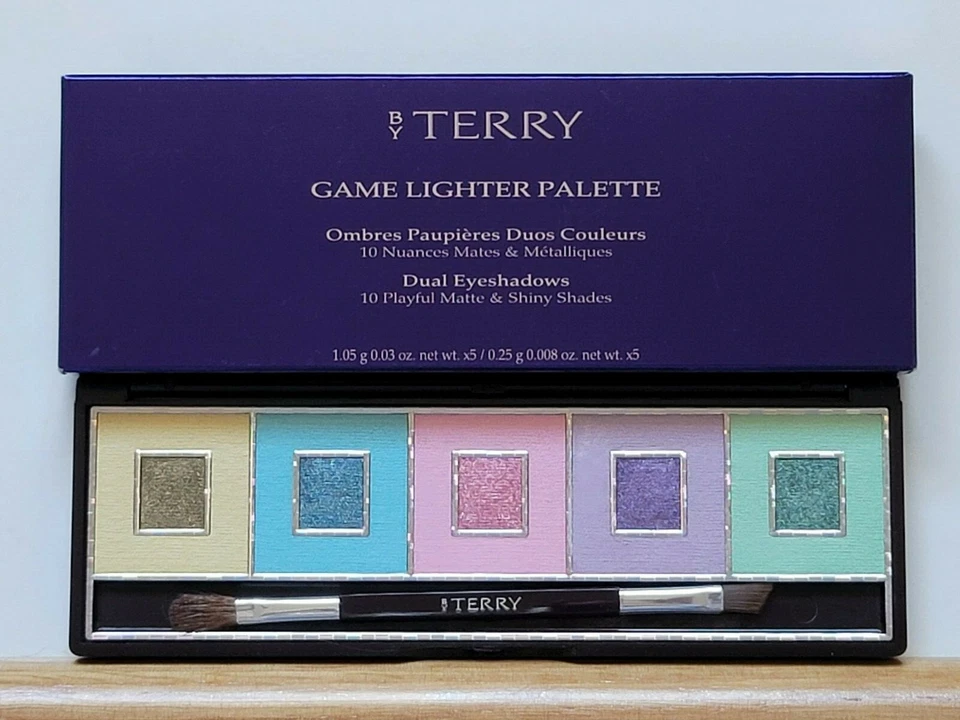 BY TERRY
GAME LIGHTER PALETTE
Ombres Paupières Duos Couleurs
10 Nuances Mates & Métalliques
Dual Eyeshadows
10 Playful Matte & Shiny Shades
1.05 g 0.03 oz. net wt. x5 / 0.25 g 0.008 oz. net wt. x5
BY TERRY